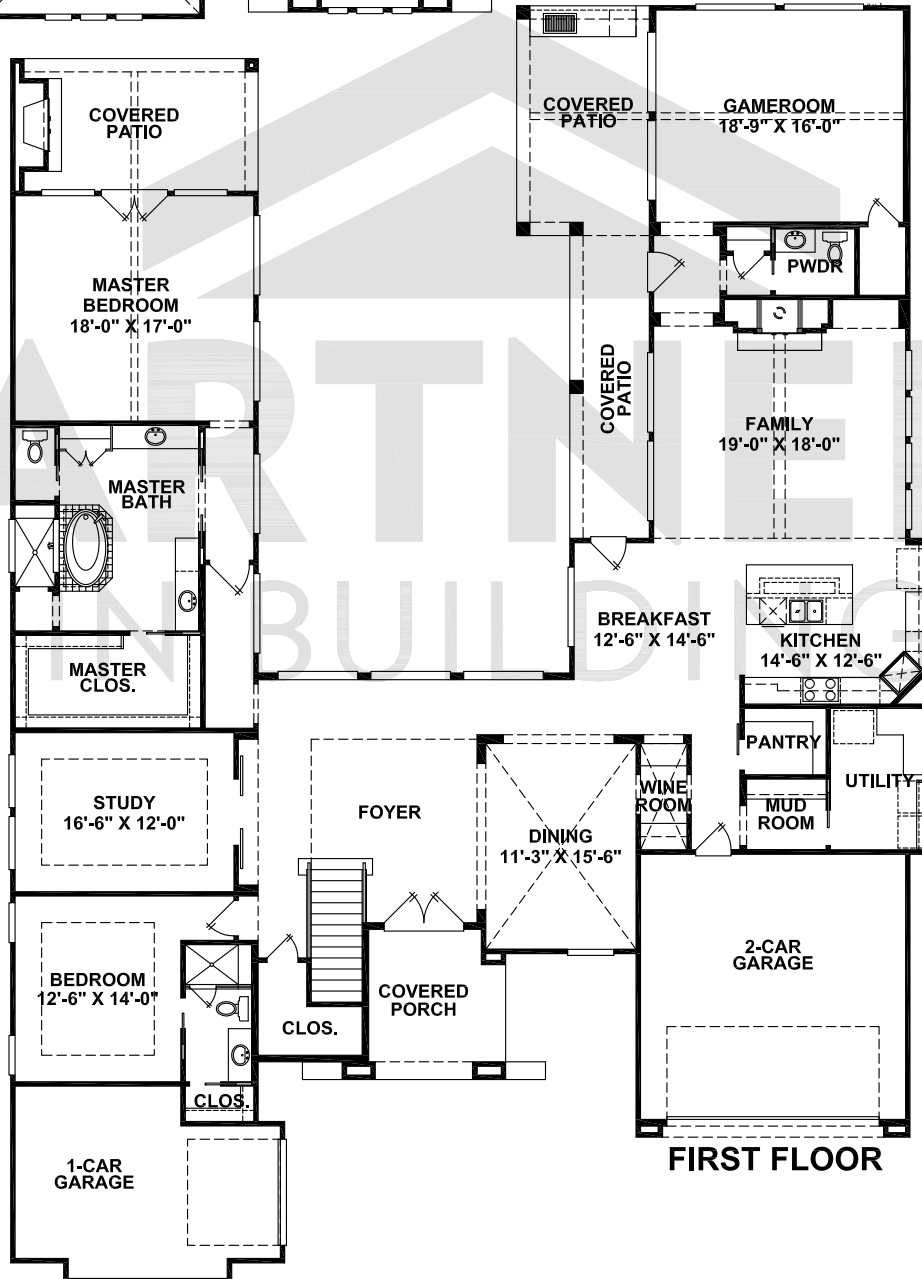 COVERED
PATIO
COVERED
PATIO
GAMEROOM
18'-9" X 16'-0"
PWDR
MASTER
BEDROOM
18'-0" X 17'-0"
COVERED
PATIO
FAMILY
19'-0" X 18'-0"
MASTER
BATH
ARTNE
IN BUILDING
BREAKFAST
12'-6" X 14'-6"
KITCHEN
14'-6" X 12'-6"
MASTER
CLOS.
PANTRY
UTILITY
STUDY
16'-6" X 12'-0"
FOYER
WINE
ROOM
MUD
ROOM
DINING
11'-3" X 15'-6"
2-CAR
GARAGE
BEDROOM
12'-6" X 14'-0"
COVERED
PORCH
CLOS.
CLOS.
1-CAR
GARAGE
FIRST FLOOR